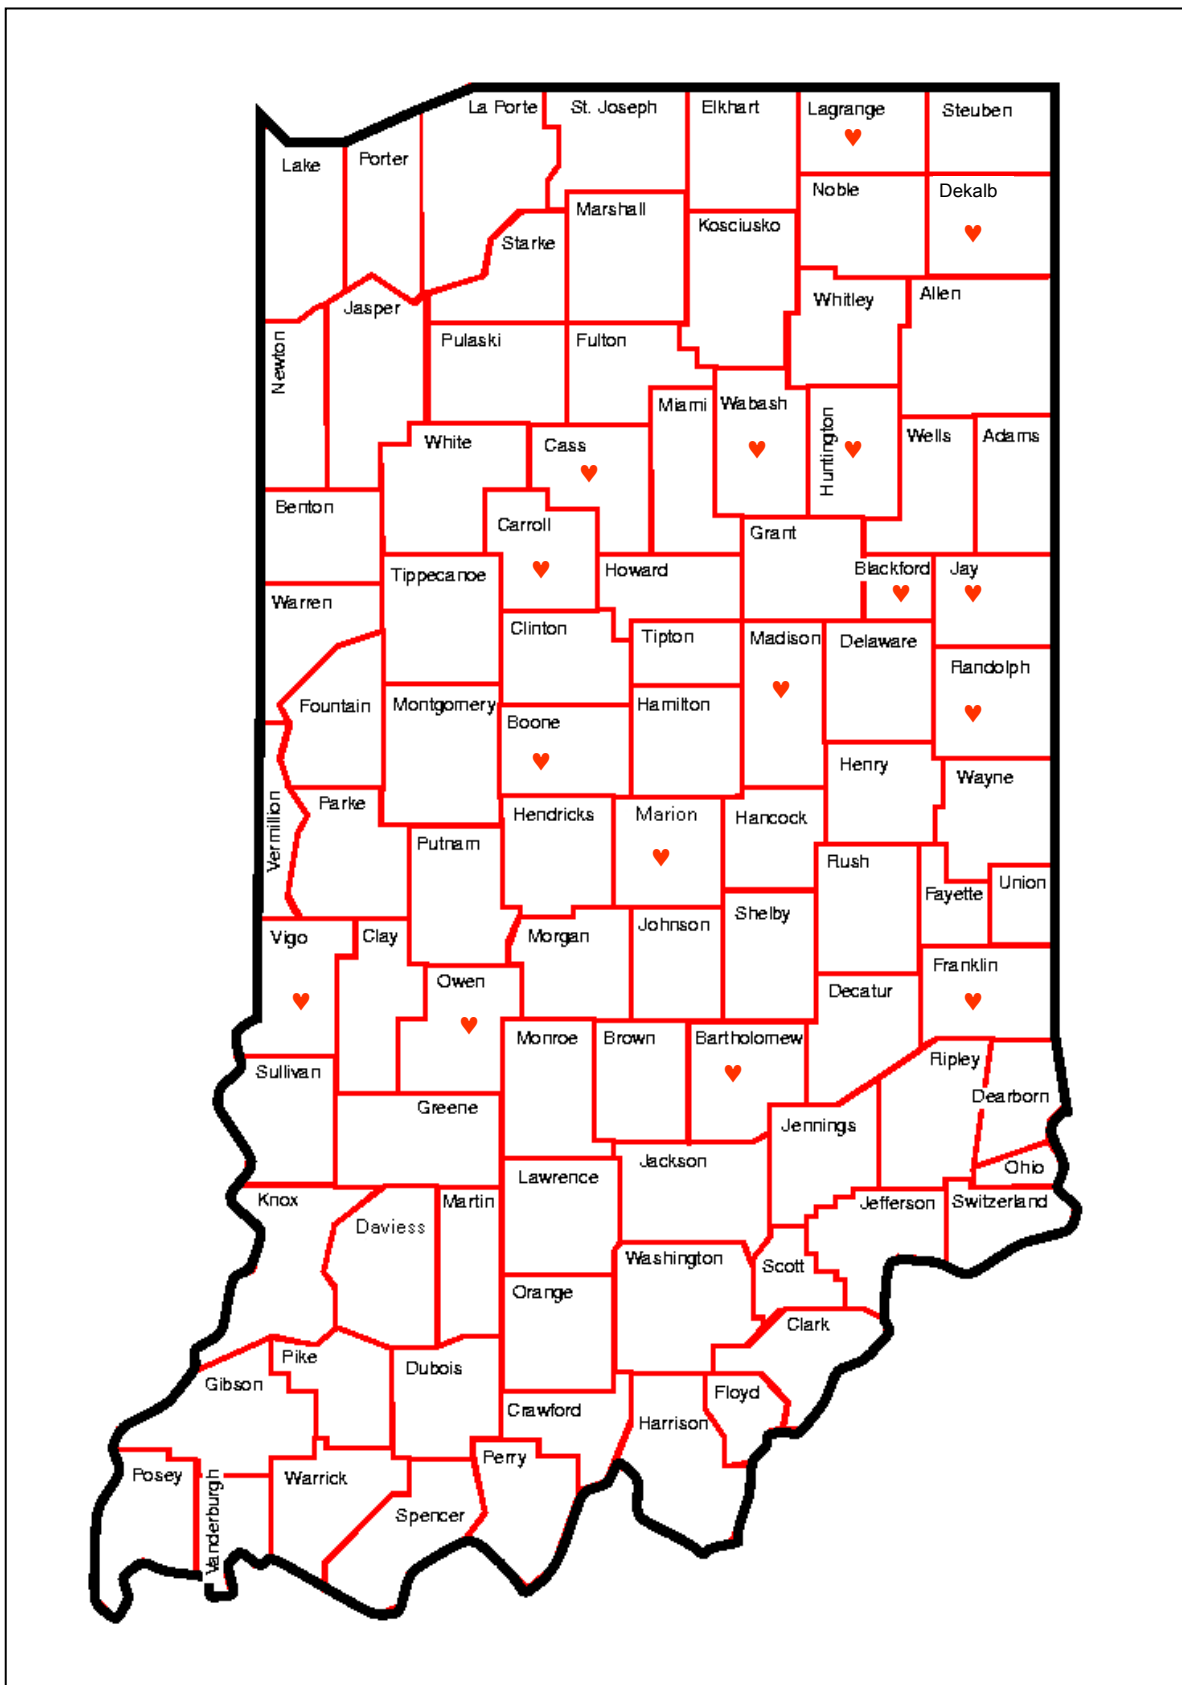 La Porte
St. Joseph
Elkhart
Lagrange
Steuben
Lake
Porter
Noble
Dekalb
Marshall
Kosciusko
Starke
Jasper
Whitley
Allen
Newton
Pulaski
Fulton
Miami
Wabash
Huntington
White
Cass
Wells
Adams
Benton
Carroll
Grant
Tippecanoe
Howard
Blackford
Jay
Warren
Clinton
Tipton
Madison
Delaware
Randolph
Fountain
Montgomery
Hamilton
Boone
Henry
Wayne
Vermillion
Parke
Hendricks
Marion
Hancock
Putnam
Rush
Fayette
Union
Vigo
Clay
Morgan
Johnson
Shelby
Franklin
Owen
Decatur
Monroe
Brown
Bartholomew
Ripley
Sullivan
Dearborn
Greene
Jennings
Jackson
Ohio
Lawrence
Knox
Martin
Jefferson
Switzerland
Daviess
Washington
Scott
Orange
Clark
Pike
Dubois
Gibson
Floyd
Crawford
Harrison
Perry
Posey
Vanderburgh
Warrick
Spencer